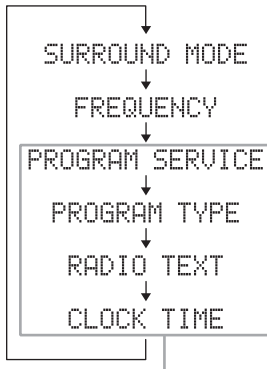 SURROUND MODE
FREQUENCY
PROGRAM SERVICE
PROGRAM TYPE
RADIO TEXT
CLOCK TIME